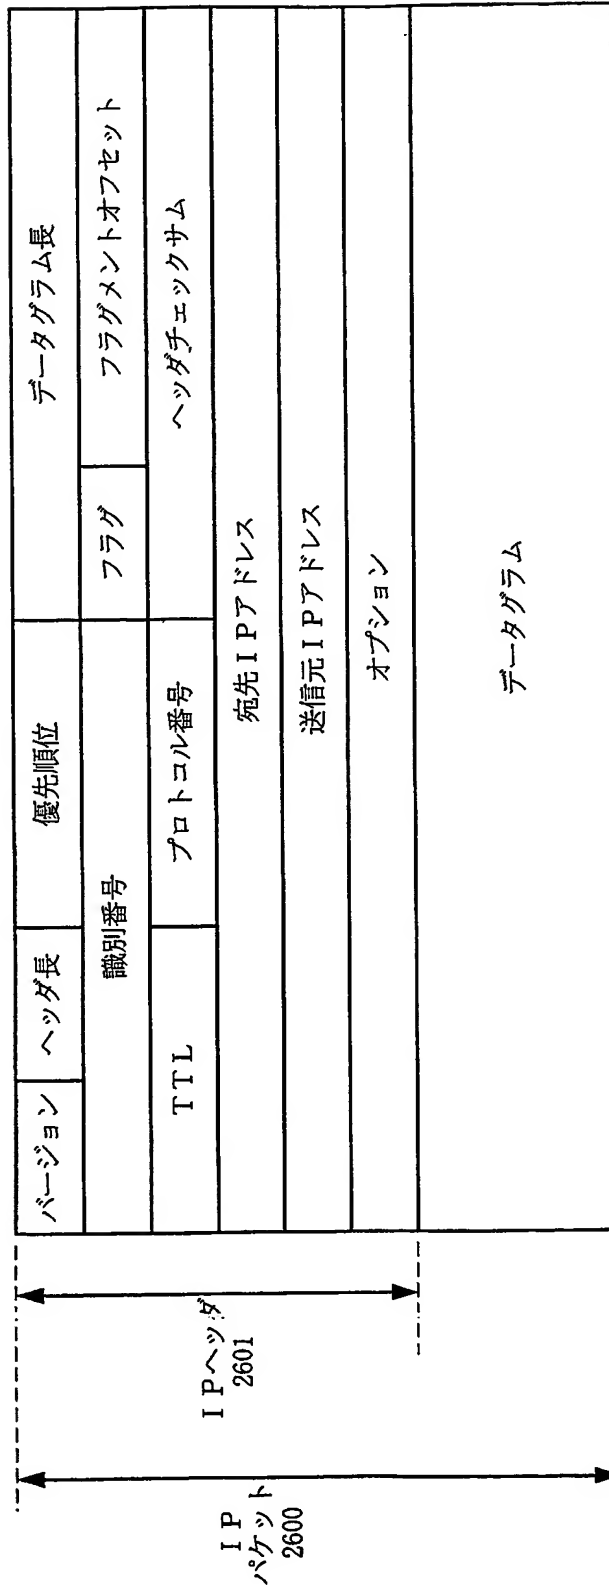 バージョン
ヘッダ長
優先順位
データグラム長
識別番号
フラグ
フラグメントオフセット
TTL
プロトコル番号
ヘッダチェックサム
宛先IPアドレス
送信元IPアドレス
オプション
データグラム
IPヘッダ
2601
IP
パケット
2600